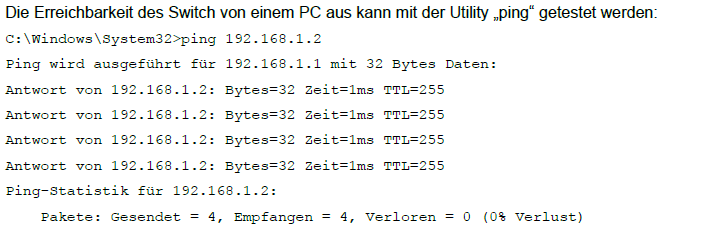 Die Erreichbarkeit des Switch von einem PC aus kann mit der Utility „ping“ getestet werden:
C:\Windows\System32>ping 192.168.1.2
Ping wird ausgeführt für 192.168.1.1 mit 32 Bytes Daten:
Antwort von 192.168.1.2: Bytes=32 Zeit=1ms TTL=255
Antwort von 192.168.1.2: Bytes=32 Zeit=1ms TTL=255
Antwort von 192.168.1.2: Bytes=32 Zeit=1ms TTL=255
Antwort von 192.168.1.2: Bytes=32 Zeit=1ms TTL=255
Ping-Statistik für 192.168.1.2:
Pakete: Gesendet = 4, Empfangen = 4, Verloren = 0 (0% Verlust)